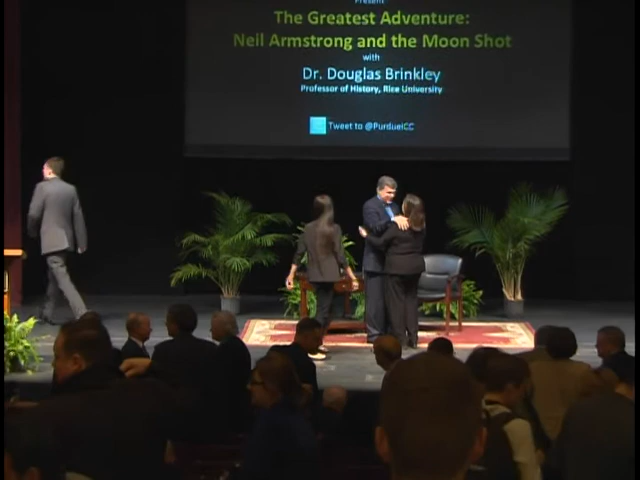 Present
The Greatest Adventure:
Neil Armstrong and the Moon Shot
with
Dr. Douglas Brinkley
Professor of History, Rice University
Tweet to @PurdueICC